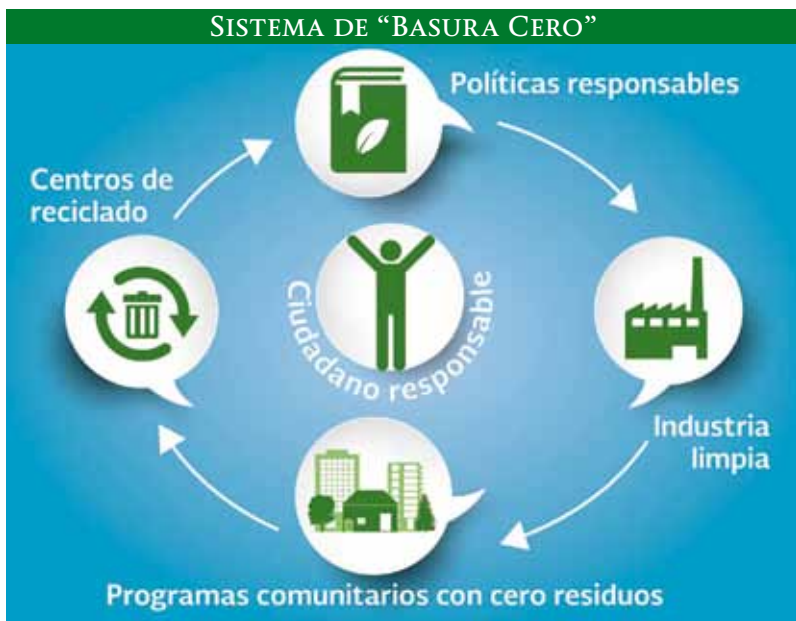 SISTEMA DE “BASURA CERO”
Políticas responsables
Centros de
reciclado
Ciudadano responsable
Industria
limpia
Programas comunitarios con cero residuos